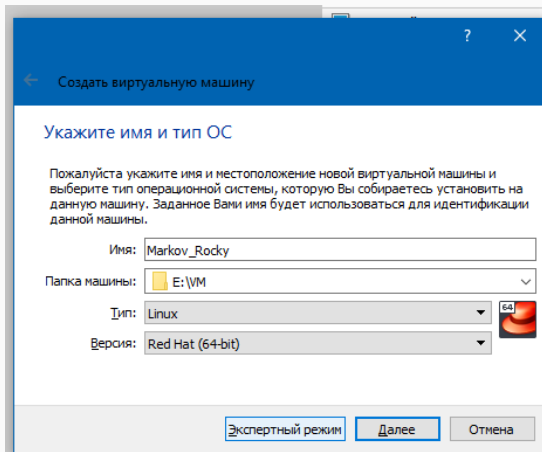 ?
Создать виртуальную машину
Укажите имя и тип ОС
Пожалуйста укажите имя и местоположение новой виртуальной машины и
выберите тип операционной системы, которую Вы собираетесь установить на
данную машину. Заданное Вами имя будет использоваться для идентификации
данной машины.
Имя: Markov_Rocky
Папка машины: E:\VM
Тип: Linux
64
Версия: Red Hat (64-bit)
Экспертный режим Далее Отмена